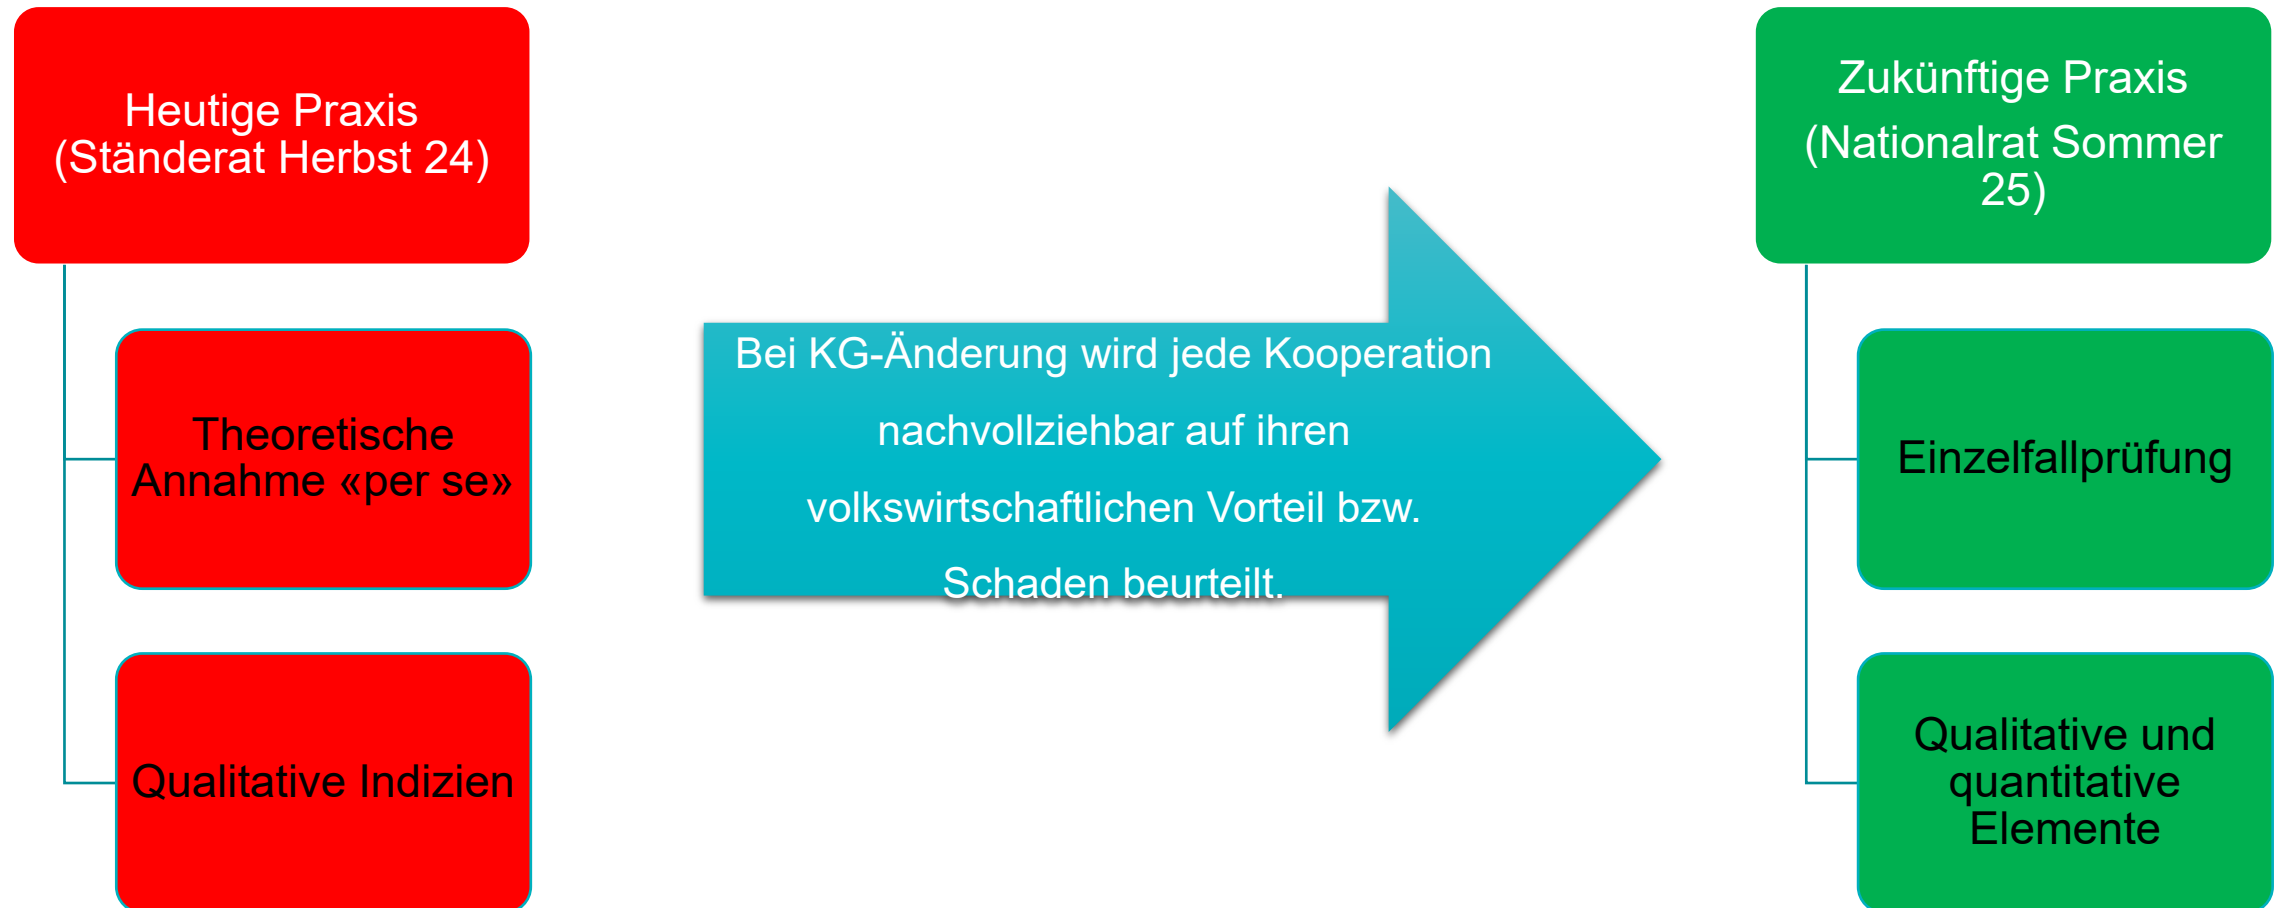 Heutige Praxis
(Ständerat Herbst 24)
Theoretische
Annahme «per se»
Qualitative Indizien
Bei KG-Änderung wird jede Kooperation
nachvollziehbar auf ihren
volkswirtschaftlichen Vorteil bzw.
Schaden beurteilt.
Zukünftige Praxis
(Nationalrat Sommer
25)
Einzelfallprüfung
Qualitative und
quantitative
Elemente